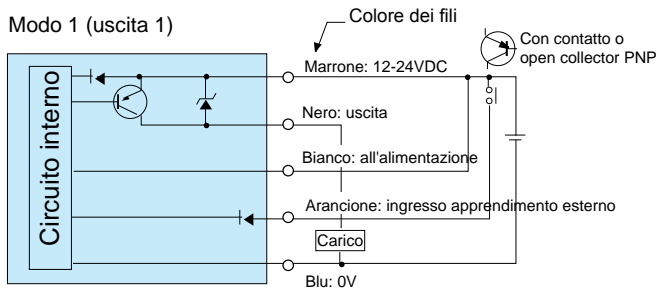 Modo 1 (uscita 1)
Colore dei fili
Con contatto o
open collector PNP
Marrone: 12-24VDC
Circuito interno
Nero: uscita
Bianco: all'alimentazione
Arancione: ingresso apprendimento esterno
Carico
Blu: 0V